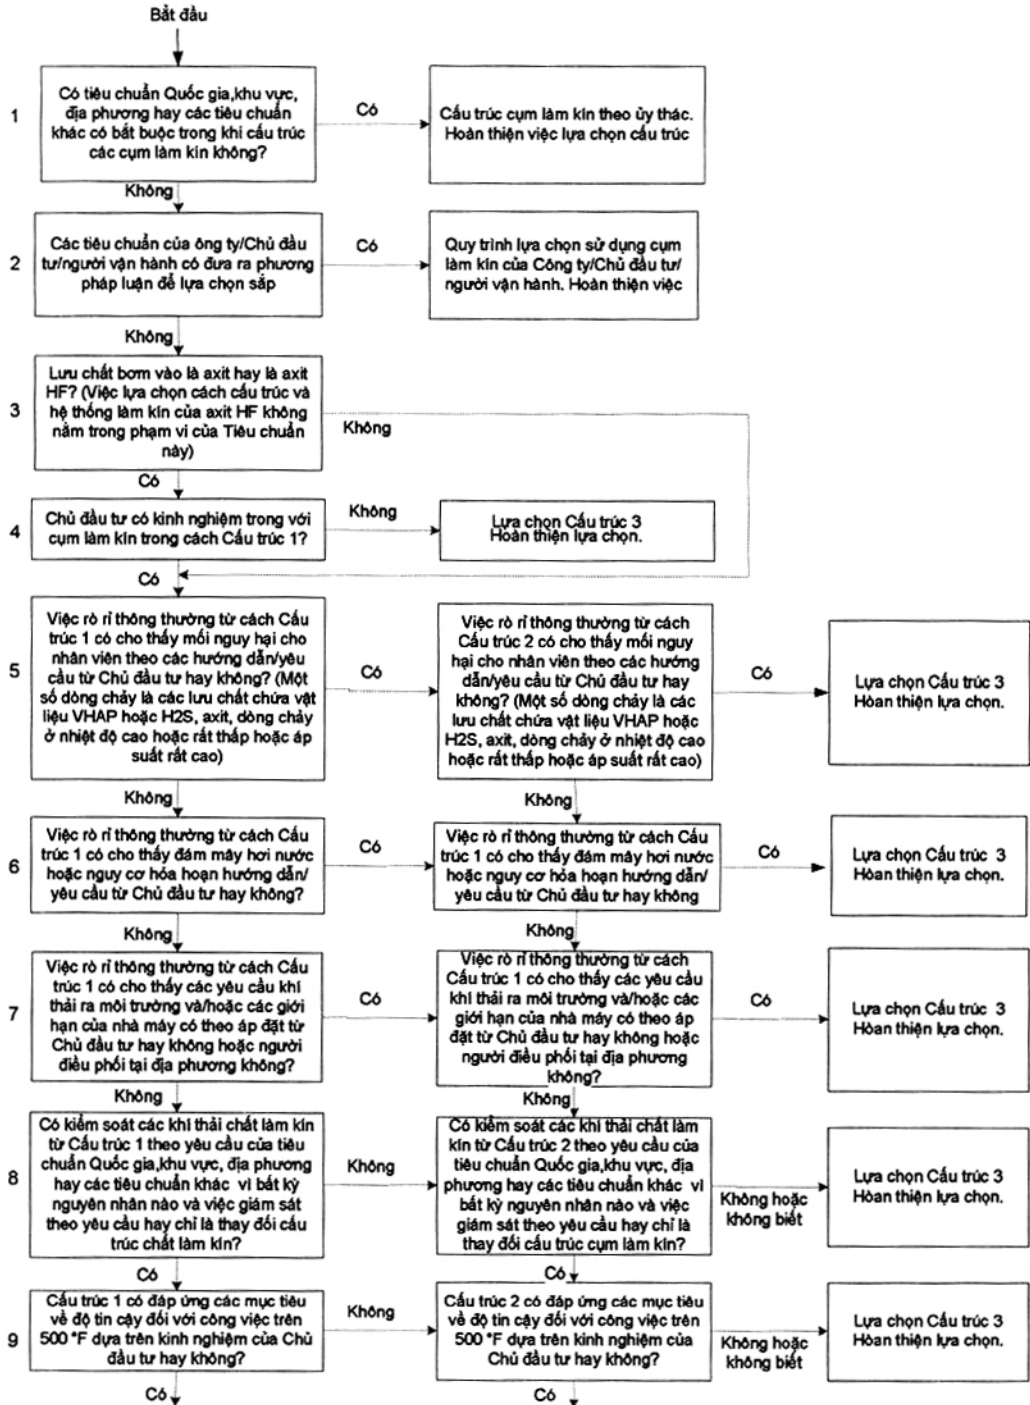 Bắt đầu
1
Có tiêu chuẩn Quốc gia,khu vực,
địa phương hay các tiêu chuẩn
khác có bắt buộc trong khi cấu trúc
các cụm làm kín không?
Có
Cấu trúc cụm làm kín theo ủy thác.
Hoàn thiện việc lựa chọn cấu trúc
Không
2
Các tiêu chuẩn của ông ty/Chủ đầu
tư/người vận hành có đưa ra phương
pháp luận để lựa chọn sắp
Có
Quy trình lựa chọn sử dụng cụm
làm kín của Công ty/Chủ đầu tư/
người vận hành. Hoàn thiện việc
Không
3
Lưu chất bơm vào là axit hay là axit
HF? (Việc lựa chọn cách cấu trúc và
hệ thống làm kín của axit HF không
nằm trong phạm vi của Tiêu chuẩn
này)
Không
Có
4
Chủ đầu tư có kinh nghiệm trong với
cụm làm kín trong cách Cấu trúc 1?
Không
Lựa chọn Cấu trúc 3
Hoàn thiện lựa chọn.
Có
5
Việc rò rỉ thông thường từ cách Cấu
trúc 1 có cho thấy mối nguy hại cho
nhân viên theo các hướng dẫn/yêu
cầu từ Chủ đầu tư hay không? (Một
số dòng chảy là các lưu chất chứa vật
liệu VHAP hoặc H2S, axit, dòng chảy
ở nhiệt độ cao hoặc rất thấp hoặc áp
suất rất cao)
Có
Việc rò rỉ thông thường từ cách
Cấu trúc 2 có cho thấy mối nguy
hại cho nhân viên theo các hướng
dẫn/yêu cầu từ Chủ đầu tư hay
không? (Một số dòng chảy là các
lưu chất chứa vật liệu VHAP hoặc
H2S, axit, dòng chảy ở nhiệt độ cao
hoặc rất thấp hoặc áp suất rất cao)
Có
Lựa chọn Cấu trúc 3
Hòan thiện lựa chọn.
Không
Không
6
Việc rò rỉ thông thường từ cách Cấu
trúc 1 có cho thấy đám mây hơi nước
hoặc nguy cơ hỏa hoạn hướng dẫn/
yêu cầu từ Chủ đầu tư hay không?
Có
Việc rò rỉ thông thường từ cách Cấu
trúc 1 có cho thấy đám mây hơi nước
hoặc nguy cơ hỏa hoạn hướng dẫn/
yêu cầu từ Chủ đầu tư hay không
Có
Lựa chọn Cấu trúc 3
Hòan thiện lựa chọn.
Không
Không
7
Việc rò rỉ thông thường từ cách Cấu
trúc 1 có cho thấy các yêu cầu khí
thải ra môi trường và/hoặc các giới
hạn của nhà máy có theo áp đặt từ
Chủ đầu tư hay không hoặc người
điều phối tại địa phương không?
Có
Việc rò rỉ thông thường từ cách
Cấu trúc 1 có cho thấy các yêu cầu
khí thải ra môi trường và/hoặc các
giới hạn của nhà máy có theo áp
đặt từ Chủ đầu tư hay không hoặc
người điều phối tại địa phương
không?
Có
Lựa chọn Cấu trúc 3
Hòan thiện lựa chọn.
Không
Không
8
Có kiểm soát các khí thải chất làm kín
từ Cấu trúc 1 theo yêu cầu của tiêu
chuẩn Quốc gia,khu vực, địa phương
hay các tiêu chuẩn khác vì bất kỳ
nguyên nhân nào và việc giám sát
theo yêu cầu hay chỉ là thay đổi cấu
trúc chất làm kín?
Không
Có kiểm soát các khí thải chất làm
kín từ Cấu trúc 2 theo yêu cầu của
tiêu chuẩn Quốc gia,khu vực, địa
phương hay các tiêu chuẩn khác vì
bất kỳ nguyên nhân nào và việc
giám sát theo yêu cầu hay chỉ là
thay đổi cấu trúc cụm làm kín?
Không hoặc
không biết
Lựa chọn Cấu trúc 3
Hòan thiện lựa chọn.
Có
Có
9
Cấu trúc 1 có đáp ứng các mục tiêu
về độ tin cậy đối với công việc trên
500 °F dựa trên kinh nghiệm của Chủ
đầu tư hay không?
Không
Cấu trúc 2 có đáp ứng các mục tiêu
về độ tin cậy đối với công việc trên
500 °F dựa trên kinh nghiệm của
Chủ đầu tư hay không?
Không hoặc
không biết
Lựa chọn Cấu trúc 3
Hòan thiện lựa chọn.
Có
Có